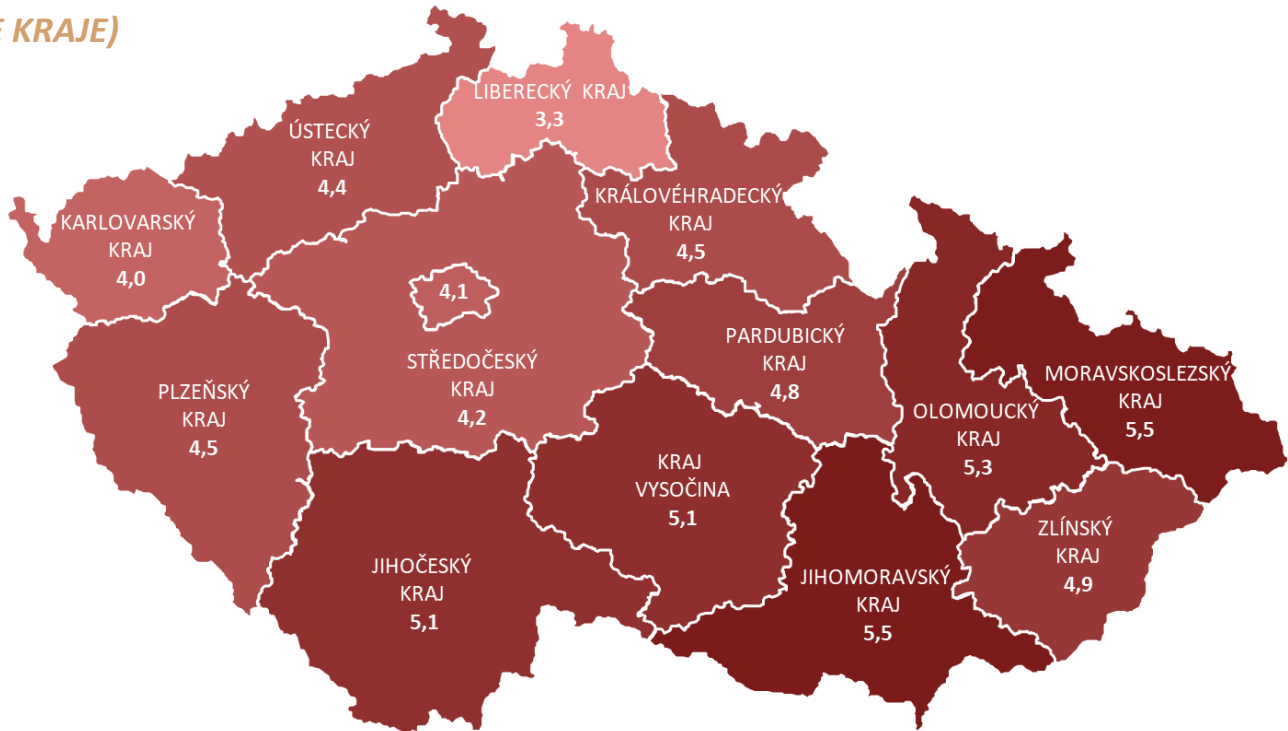 KRAJE)
LIBERECKÝ KRAJ
3,3
ÚSTECKÝ
KRAJ
4,4
KRÁLOVÉHRADECKÝ
KRAJ
4,5
KARLOVARSKÝ
KRAJ
4,0
4,1
STŘEDOČESKÝ
KRAJ
4,2
PARDUBICKÝ
KRAJ
4,8
MORAVSKOSLEZSKÝ
KRAJ
5,5
PLZEŇSKÝ
KRAJ
4,5
OLOMOUCKÝ
KRAJ
5,3
KRAJ
VYSOČINA
5,1
ZLÍNSKÝ
KRAJ
4,9
JIHOČESKÝ
KRAJ
5,1
JIHOMORAVSKÝ
KRAJ
5,5